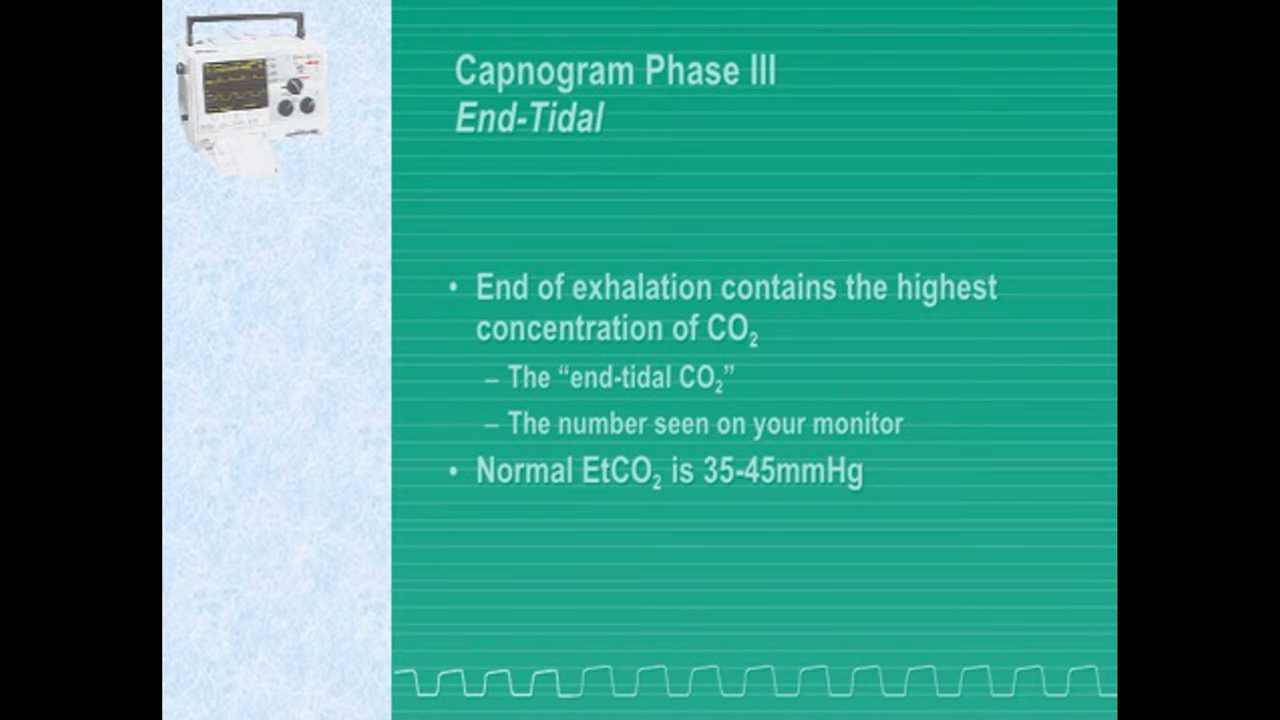 Capnogram Phase III
End-Tidal
• End of exhalation contains the highest
concentration of CO₂
– The “end-tidal CO₂”
– The number seen on your monitor
• Normal EtCO₂ is 35-45mmHg